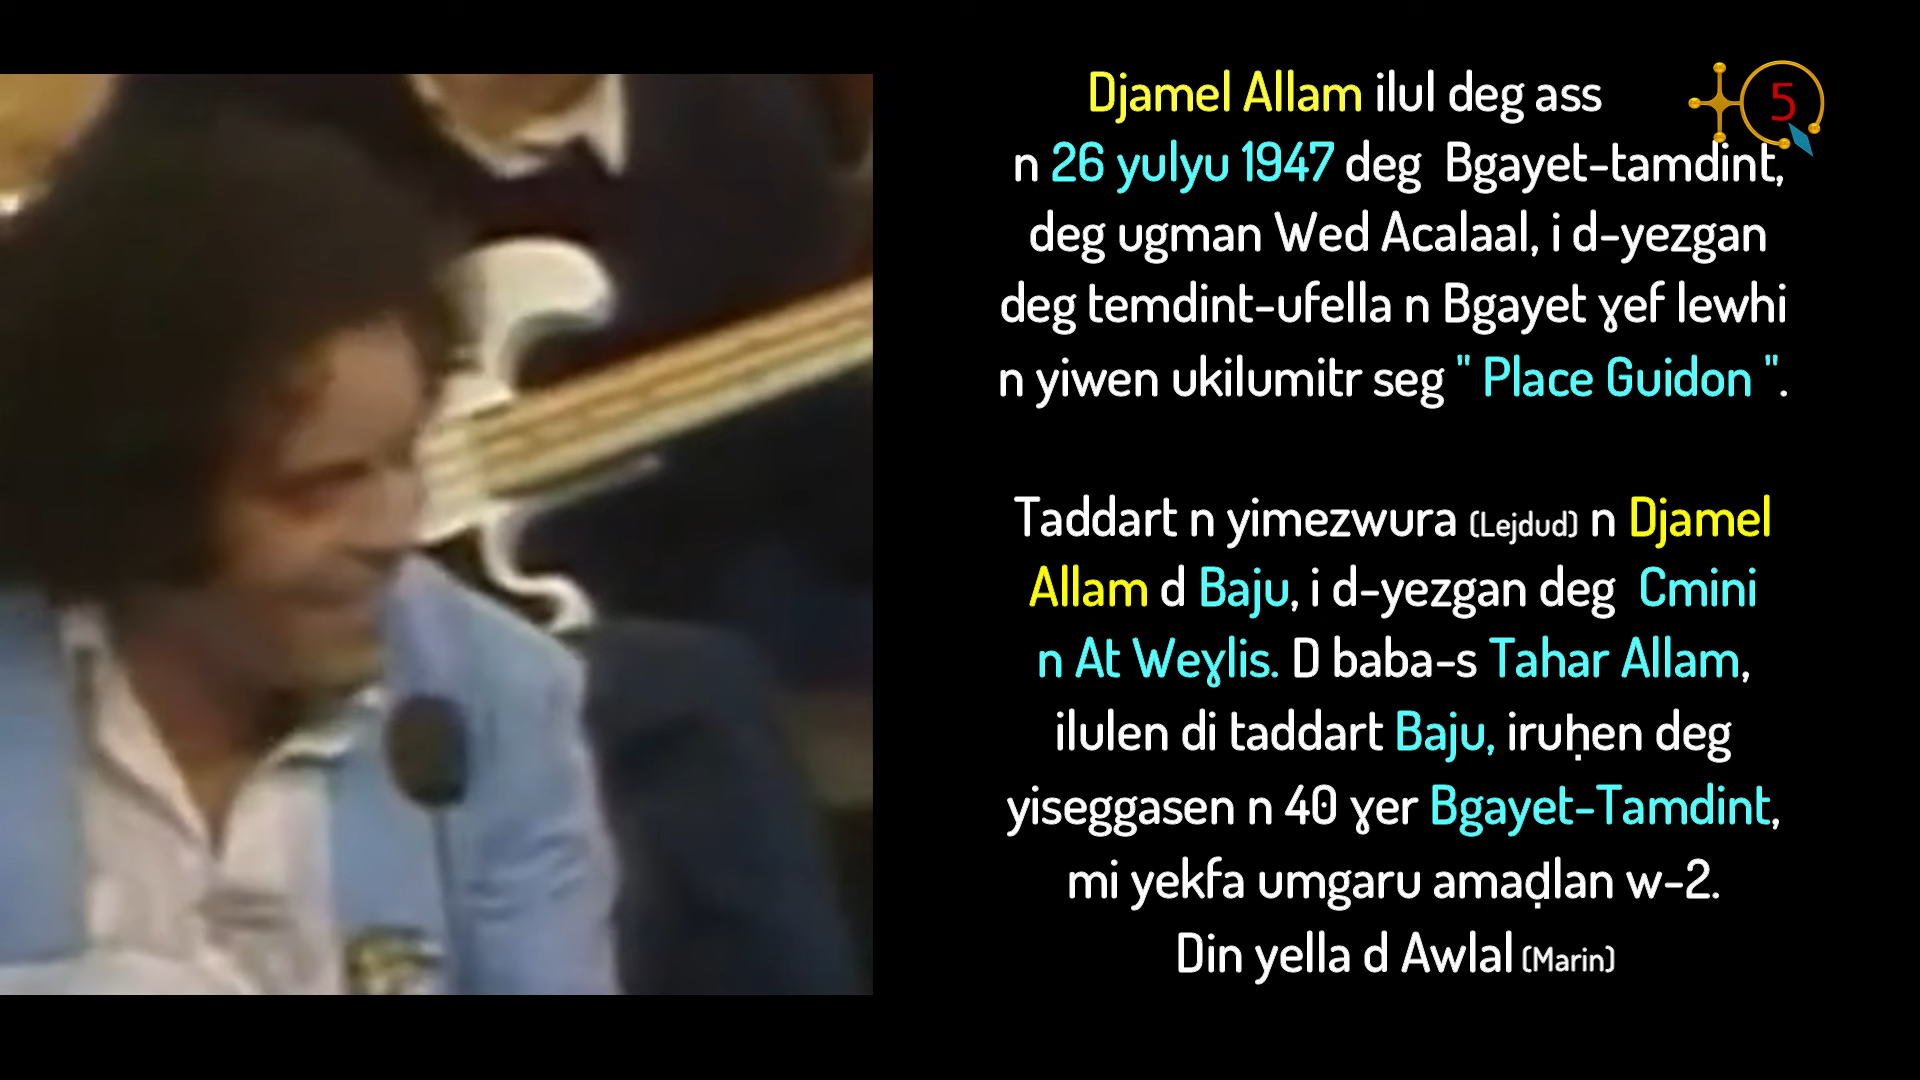 Djamel Allam ilul deg ass
5
n 26 yulyu 1947 deg Bgayet-tamdint,
deg ugman Wed Acalaal, i d-yezgan
deg temdint-ufella n Bgayet ɣef lewhi
n yiwen ukilumitr seg " Place Guidon ".
Taddart n yimezwura (Lejdud) n Djamel
Allam d Baju, i d-yezgan deg Cmini
n At Weɣlis. D baba-s Tahar Allam,
ilulen di taddart Baju, iruḥen deg
yiseggasen n 40 ɣer Bgayet-Tamdint,
mi yekfa umgaru amaḍlan w-2.
Din yella d Awlal (Marin)